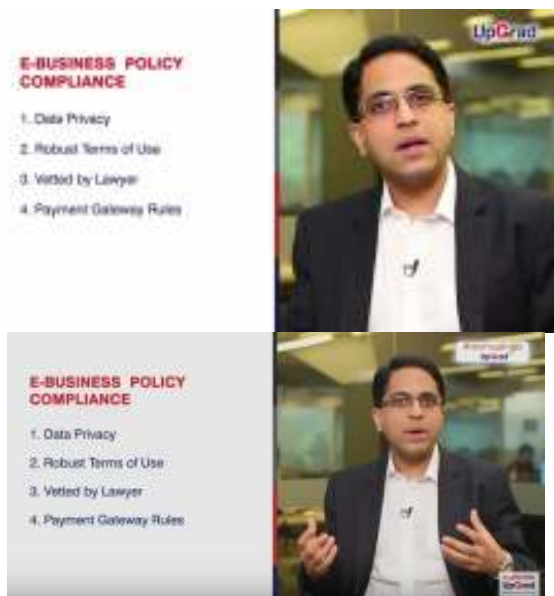 UpGrad
E-BUSINESS POLICY
COMPLIANCE
1. Data Privacy
2. Robust Terms of Use
3. Vetted by Lawyer
4. Payment Gateway Rules
E-BUSINESS POLICY
COMPLIANCE
1. Data Privacy
2. Robust Terms of Use
3. Vetted by Lawyer
4. Payment Gateway Rules
UpGrad
UpGrad